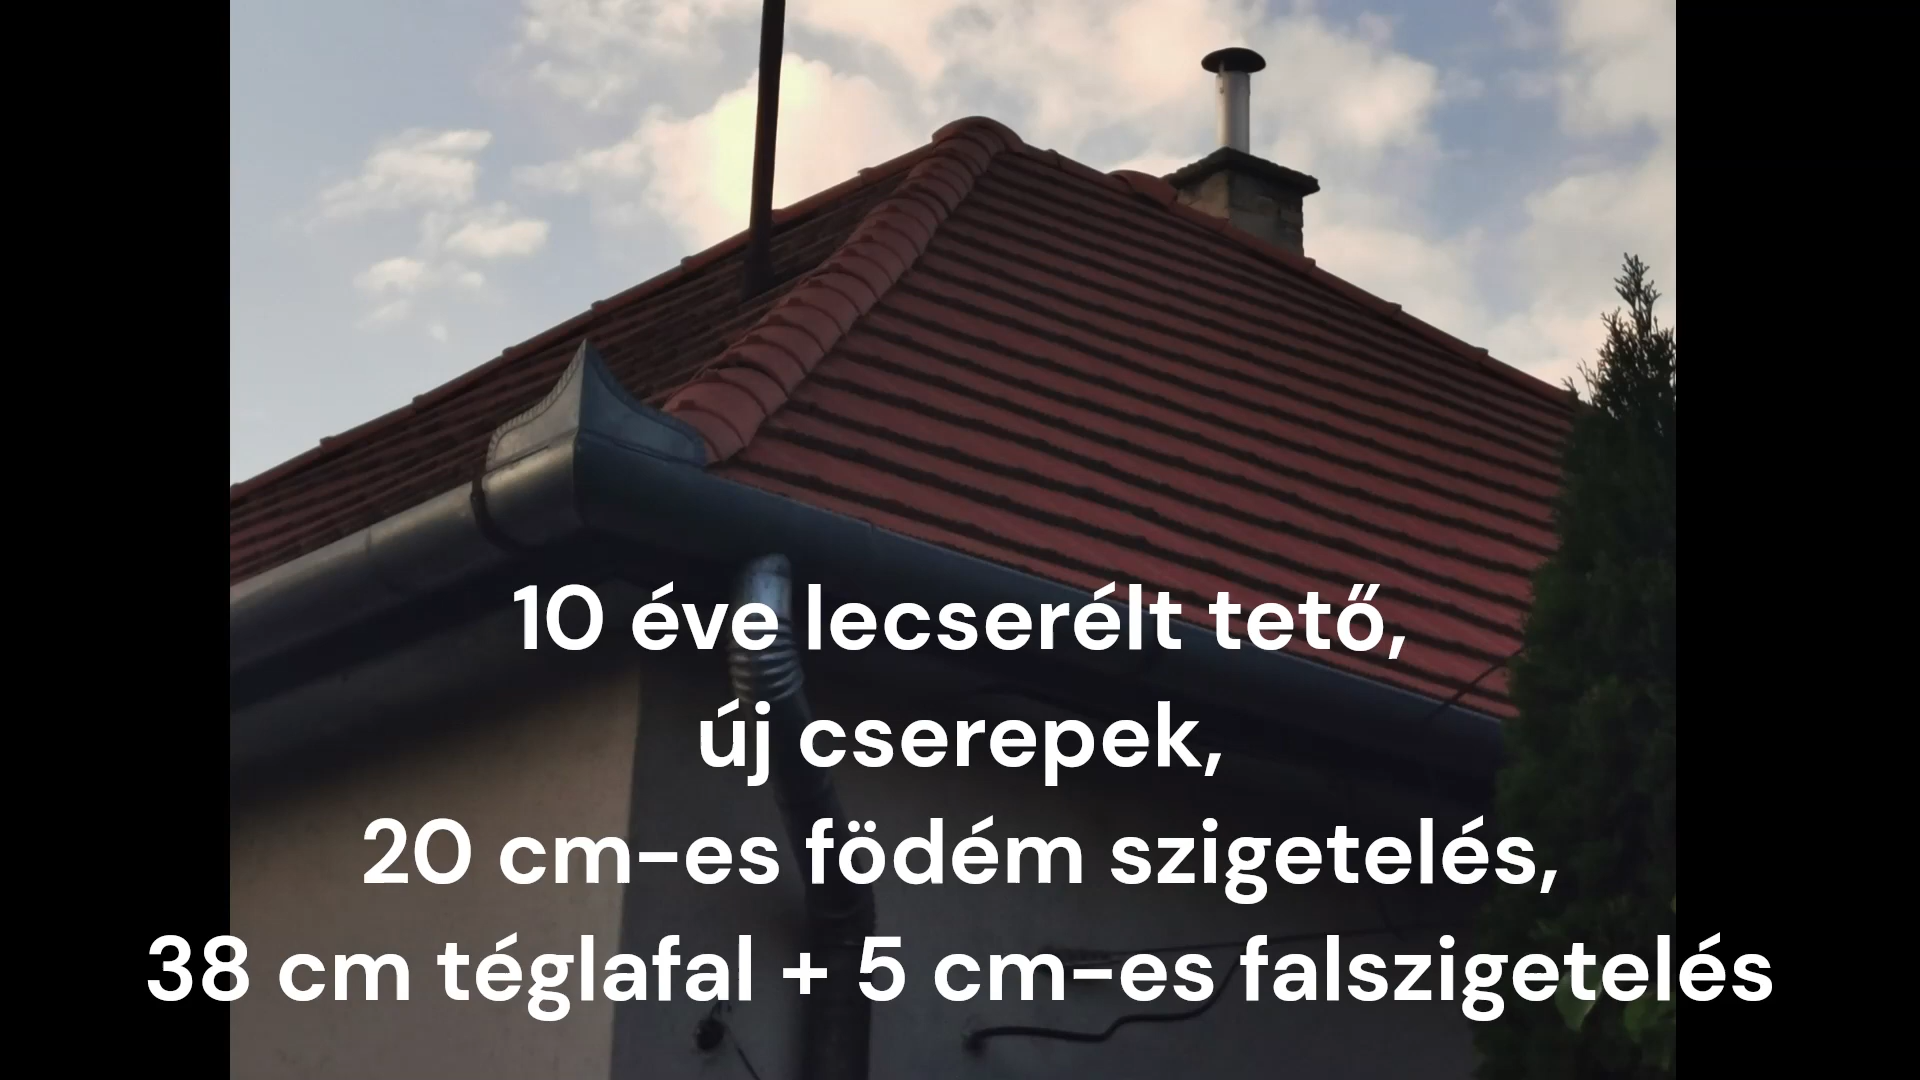 10 éve lecserélt tető,
új cserepek,
20 cm-es födém szigetelés,
38 cm téglafal + 5 cm-es falszigetelés